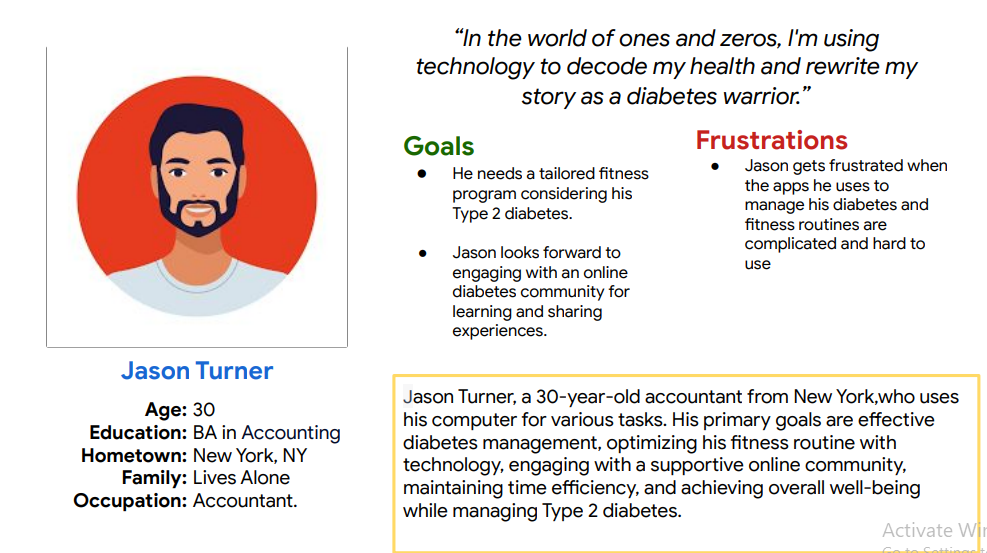 “In the world of ones and zeros, I'm using
technology to decode my health and rewrite my
story as a diabetes warrior.”
Goals
● He needs a tailored fitness
program considering his
Type 2 diabetes.
● Jason looks forward to
engaging with an online
diabetes community for
learning and sharing
experiences.
Frustrations
● Jason gets frustrated when
the apps he uses to
manage his diabetes and
fitness routines are
complicated and hard to
use
Jason Turner
Age: 30
Education: BA in Accounting
Hometown: New York, NY
Family: Lives Alone
Occupation: Accountant.
Jason Turner, a 30-year-old accountant from New York,who uses
his computer for various tasks. His primary goals are effective
diabetes management, optimizing his fitness routine with
technology, engaging with a supportive online community,
maintaining time efficiency, and achieving overall well-being
while managing Type 2 diabetes.
Activate Wi